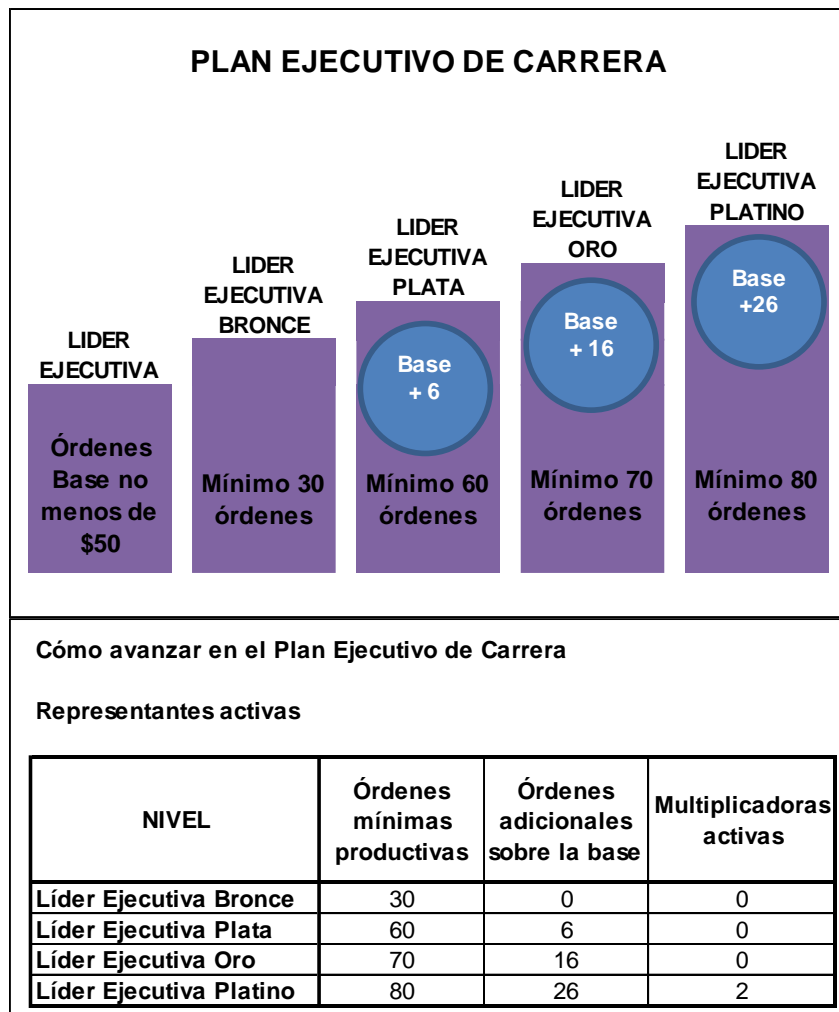 PLAN EJECUTIVO DE CARRERA
LIDER
EJECUTIVA
Órdenes
Base no
menos de
$50
LIDER
EJECUTIVA
BRONCE
Mínimo 30
órdenes
LIDER
EJECUTIVA
PLATA
Base
+ 6
Mínimo 60
órdenes
LIDER
EJECUTIVA
ORO
Base
+ 16
Mínimo 70
órdenes
LIDER
EJECUTIVA
PLATINO
Base
+26
Mínimo 80
órdenes
Cómo avanzar en el Plan Ejecutivo de Carrera
Representantes activas
NIVEL
Órdenes
mínimas
productivas
Órdenes
adicionales
sobre la base
Multiplicadoras
activas
Líder Ejecutiva Bronce 30 0 0
Líder Ejecutiva Plata 60 6 0
Líder Ejecutiva Oro 70 16 0
Líder Ejecutiva Platino 80 26 2